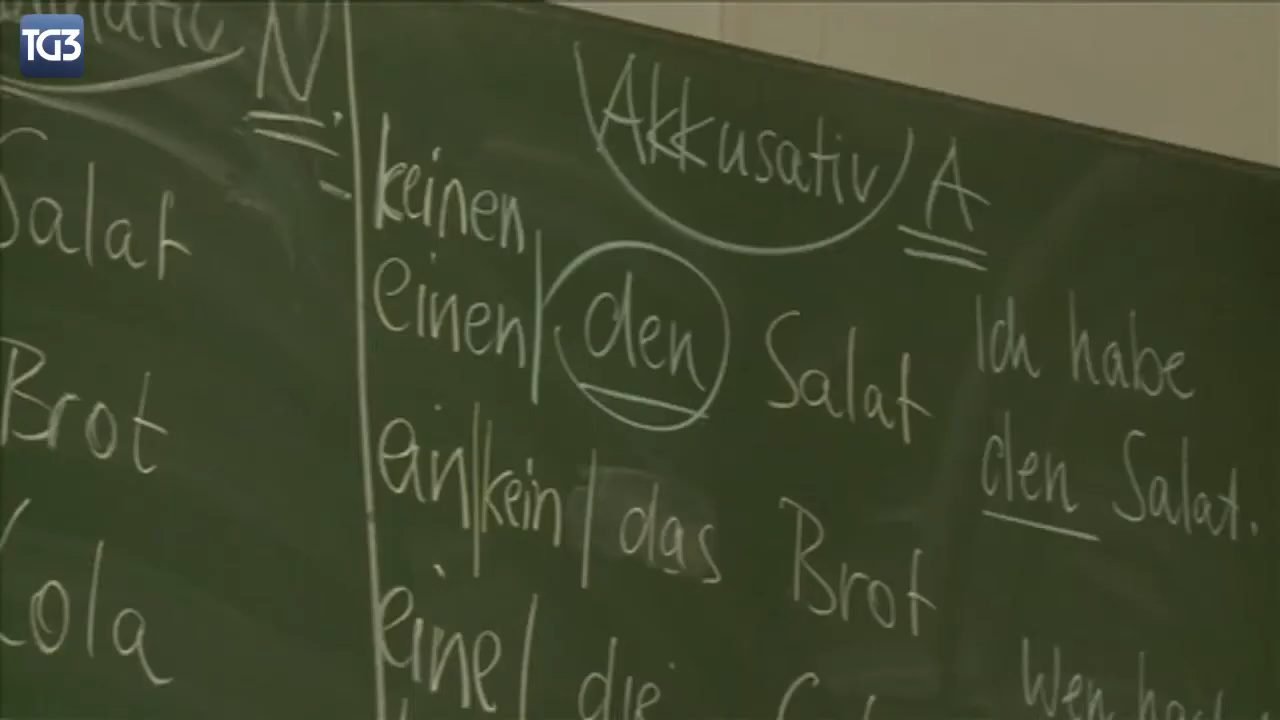 TG3
N.
Salat
Brot
Cola
Akkusativ A
keinen
einen | den Salat
ein | kein | das Brot
eine | die
Ich habe
den Salat.
Wen